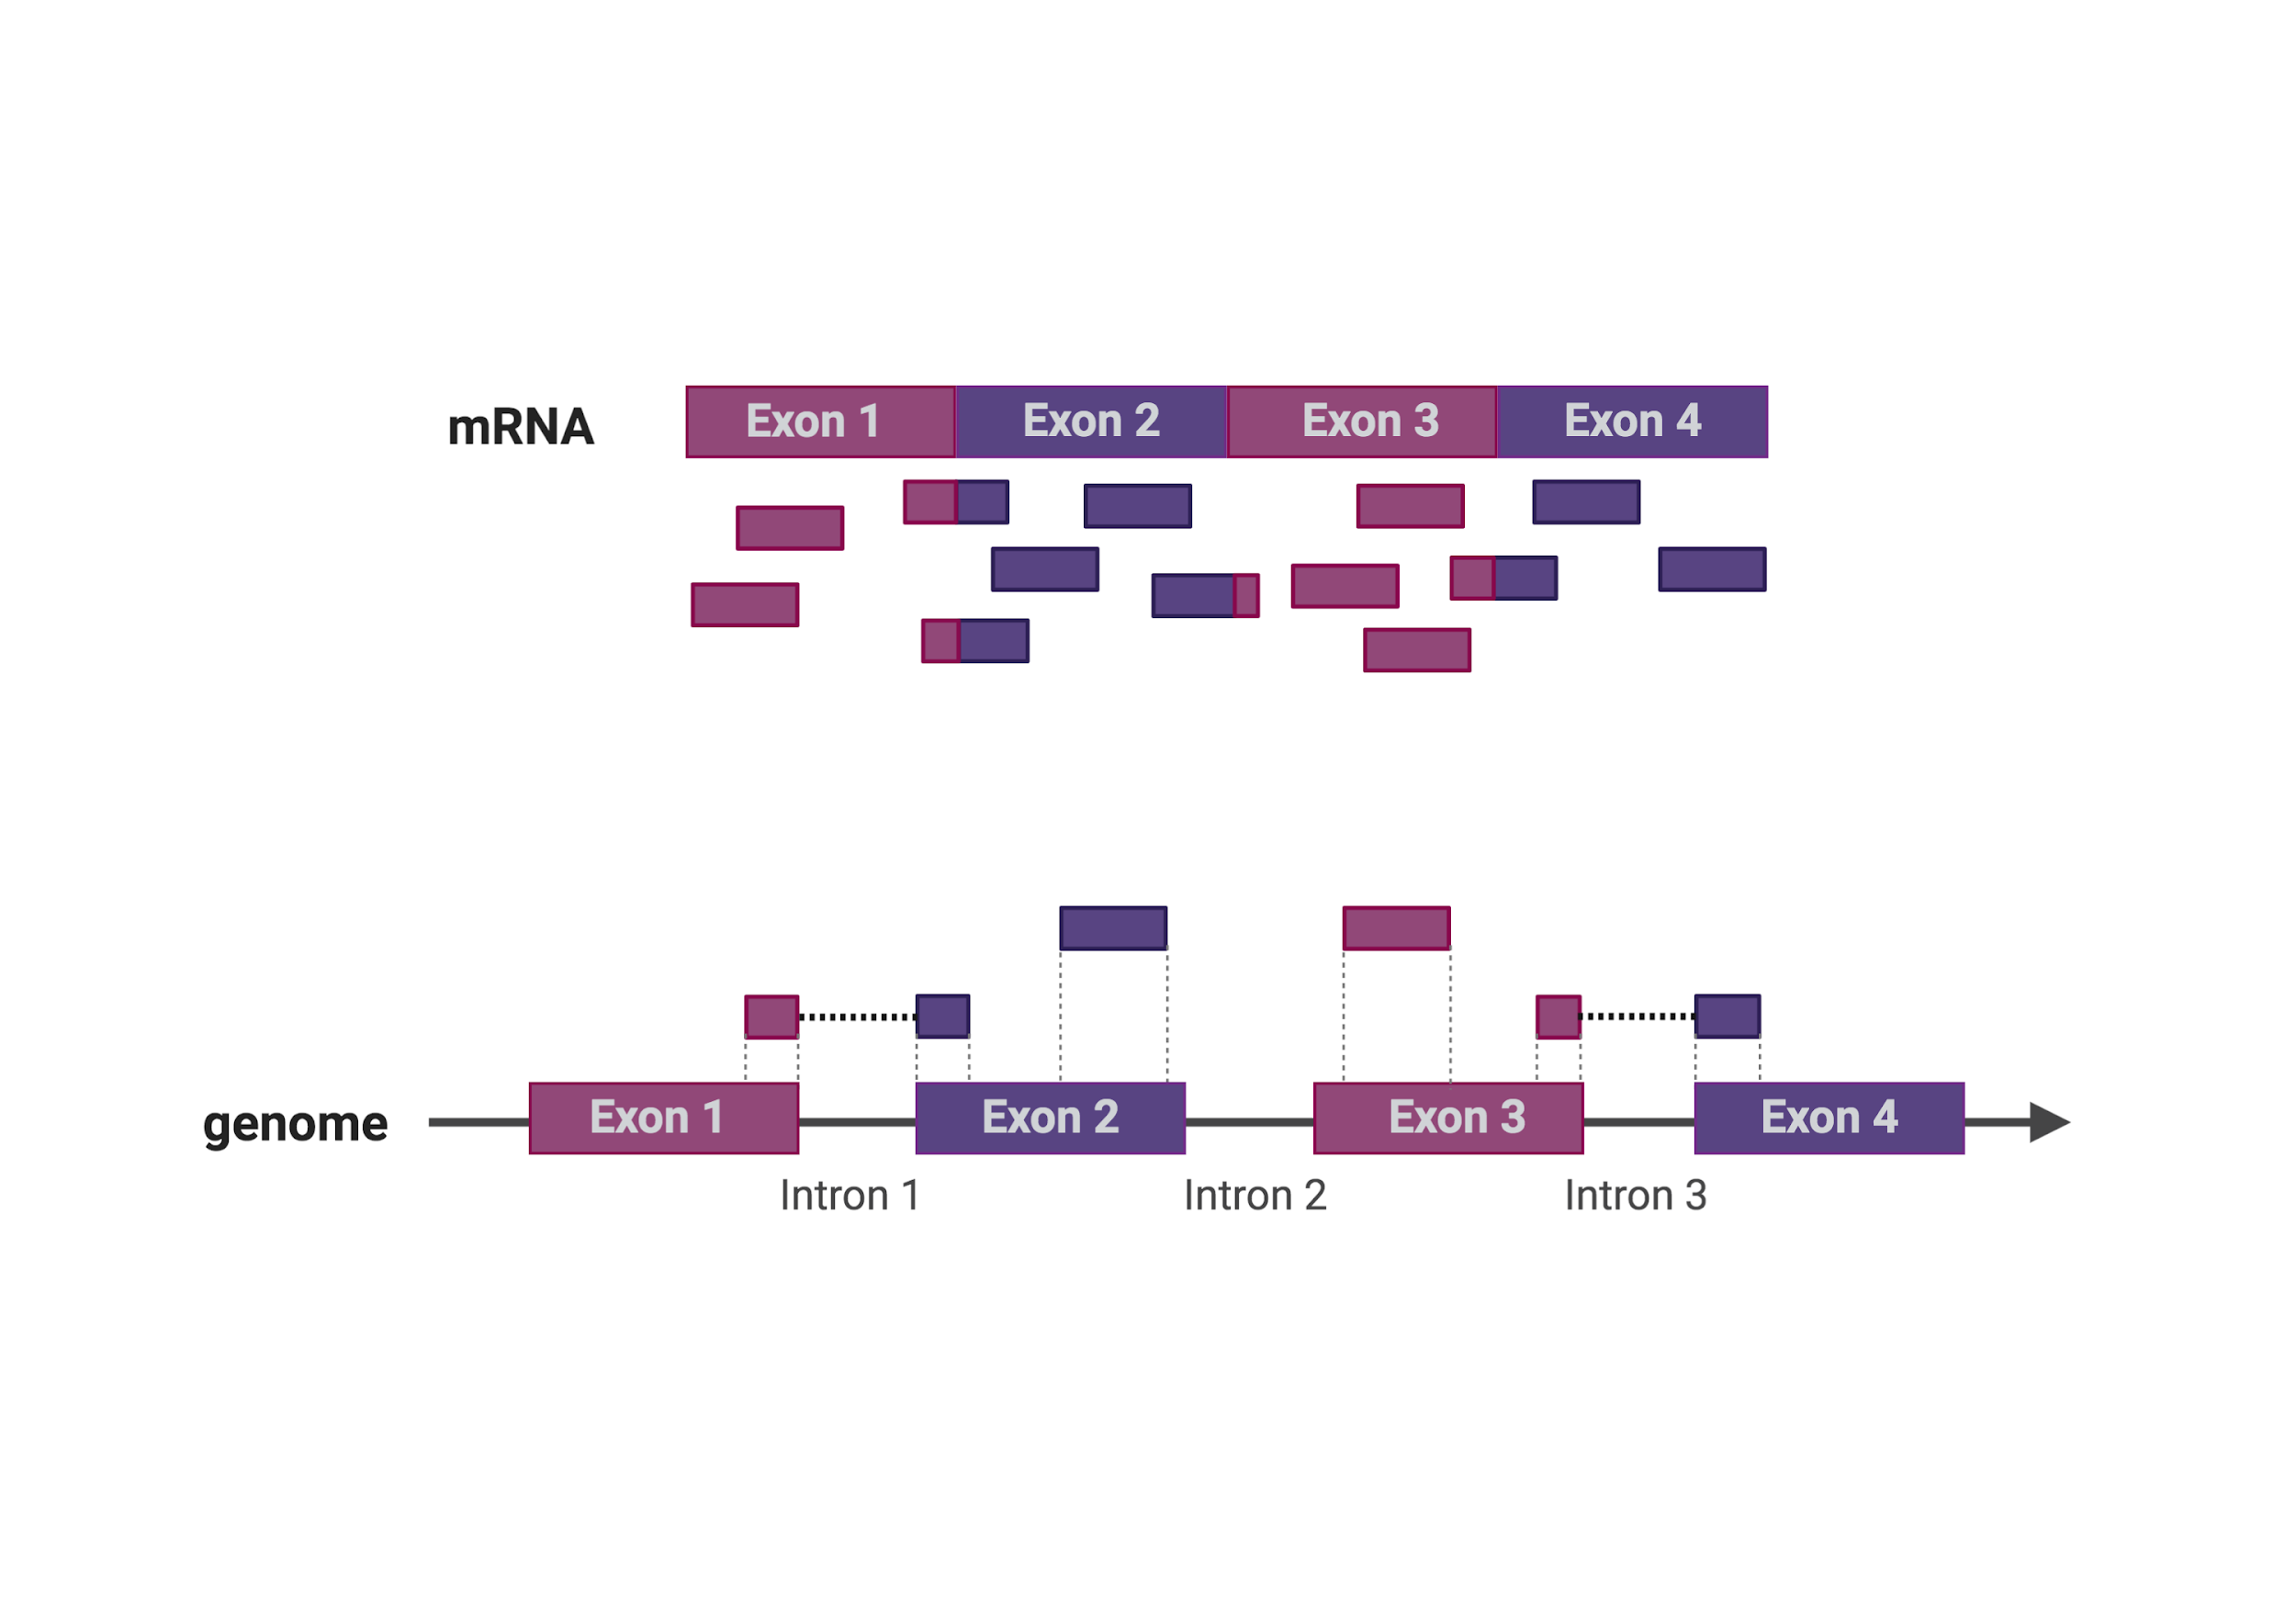 mRNA
Exon 1 Exon 2 Exon 3 Exon 4
genome
Exon 1 Exon 2 Exon 3 Exon 4
Intron 1 Intron 2 Intron 3